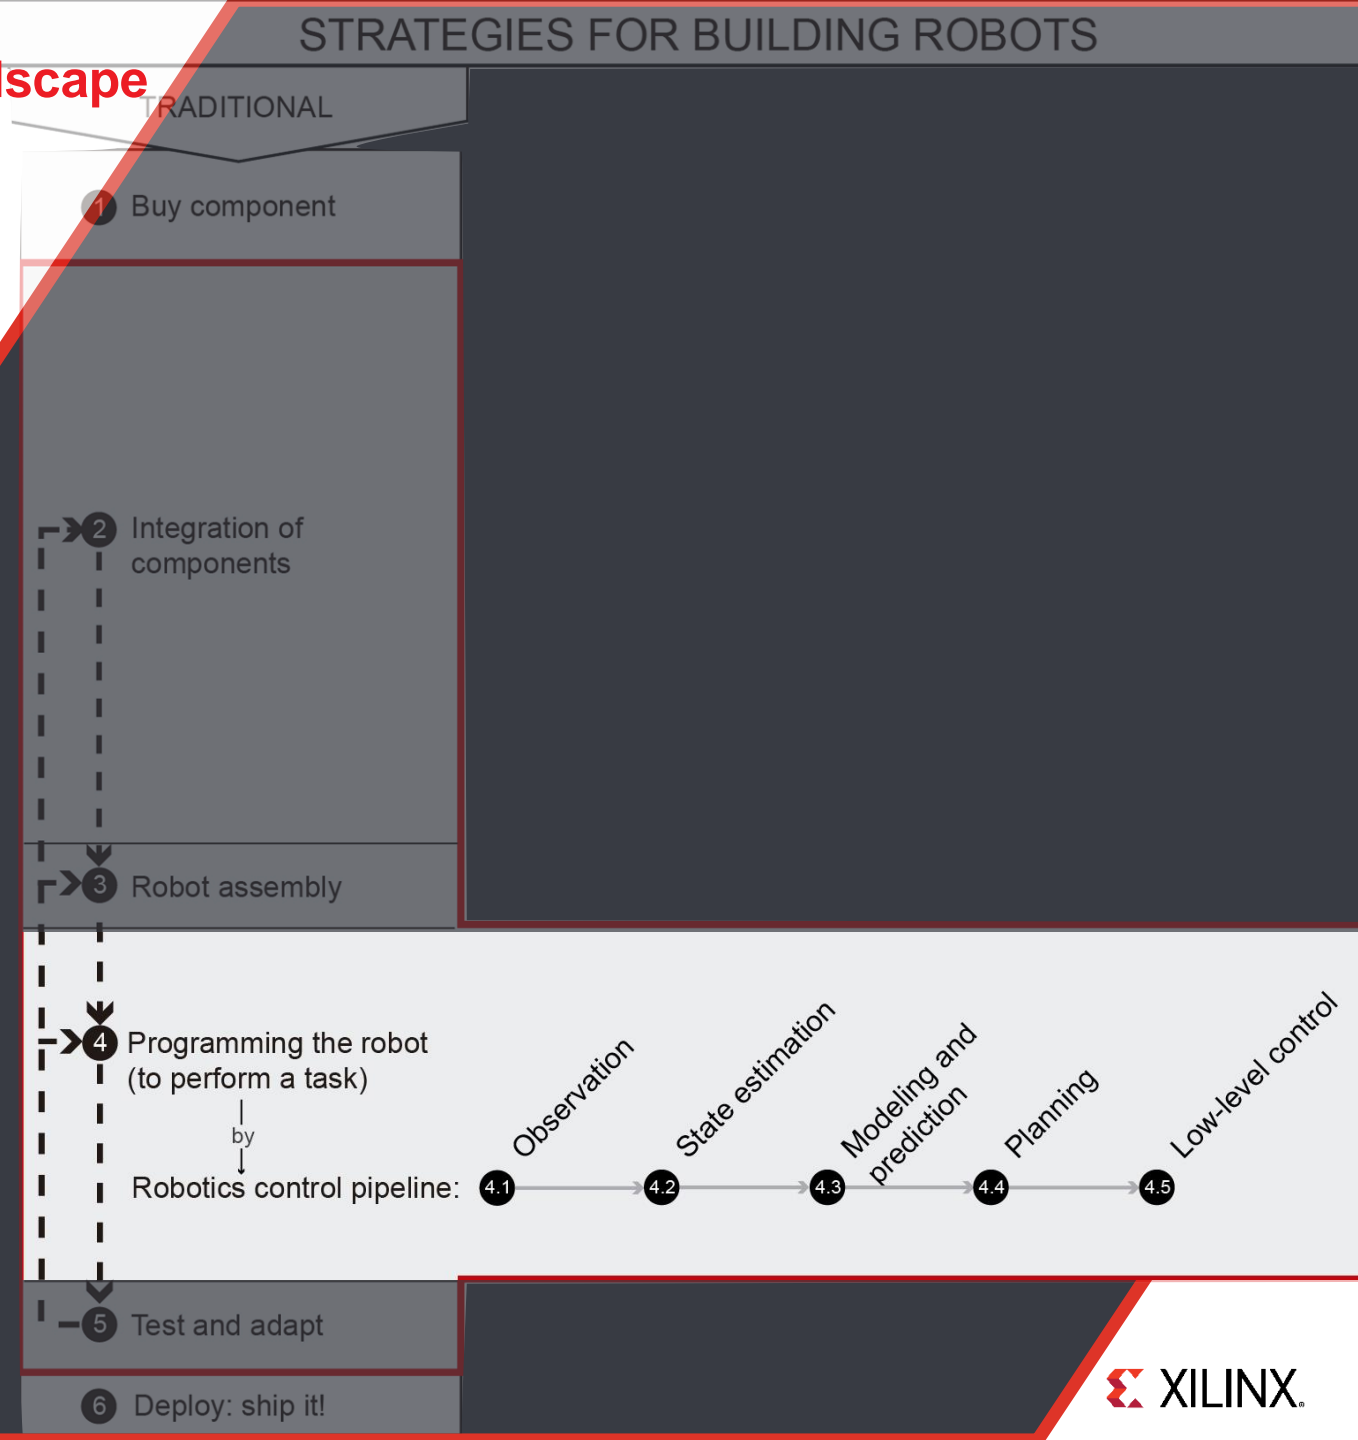 STRATEGIES FOR BUILDING ROBOTS
dscape
TRADITIONAL
1 Buy component
2 Integration of
components
3 Robot assembly
4 Programming the robot
(to perform a task)
by
Robotics control pipeline:
4.1 Observation
4.2 State estimation
4.3 Modeling and
prediction
4.4 Planning
4.5 Low-level control
5 Test and adapt
6 Deploy: ship it!
XILINX.